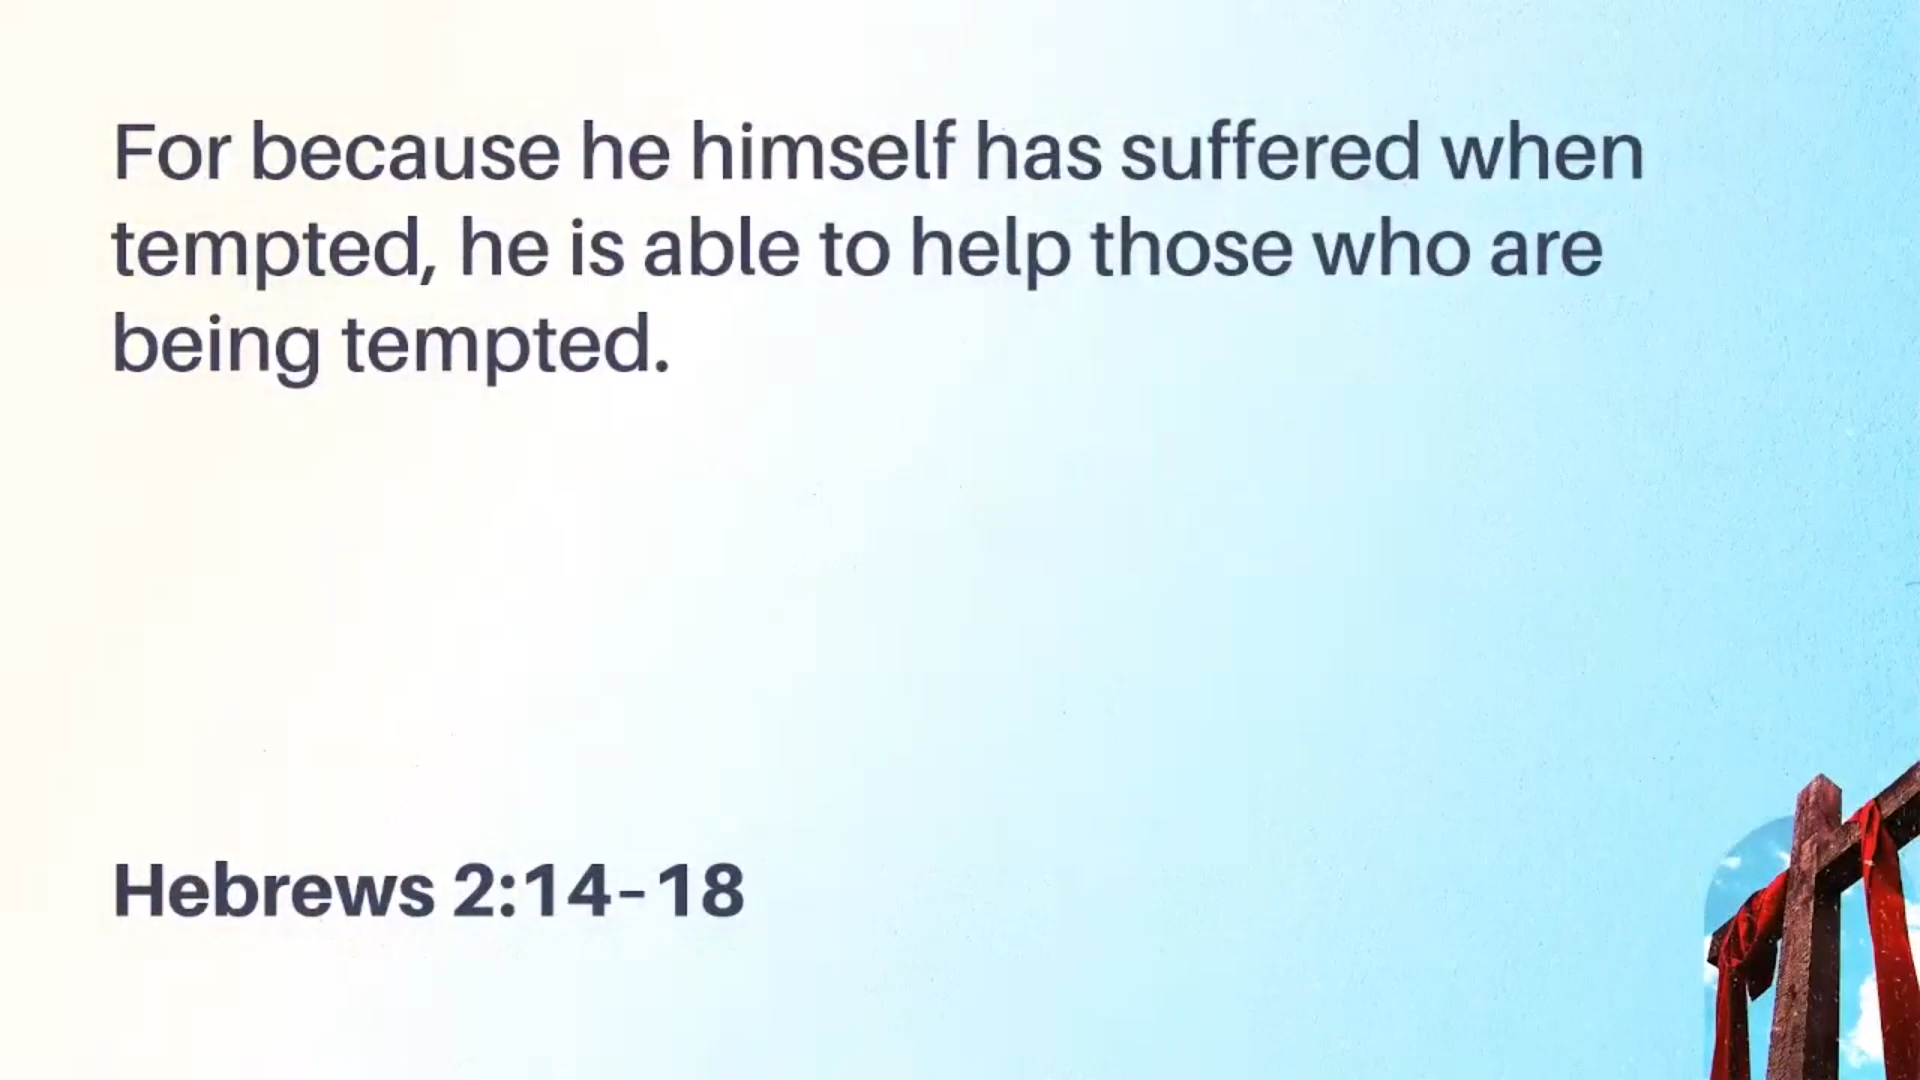 For because he himself has suffered when
tempted, he is able to help those who are
being tempted.
Hebrews 2:14-18